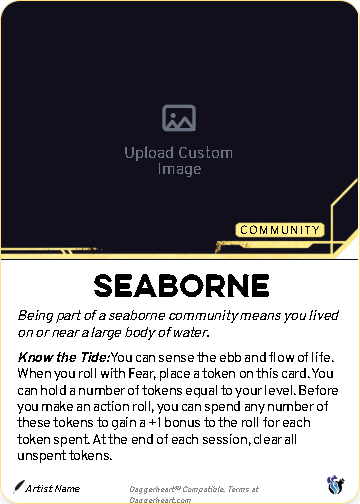 Upload Custom
Image
COMMUNITY
SEABORNE
Being part of a seaborne community means you lived
on or near a large body of water.
Know the Tide: You can sense the ebb and flow of life.
When you roll with Fear, place a token on this card. You
can hold a number of tokens equal to your level. Before
you make an action roll, you can spend any number of
these tokens to gain a +1 bonus to the roll for each
token spent. At the end of each session, clear all
unspent tokens.
Artist Name
Daggerheart℠ Compatible. Terms at
Daggerheart.com